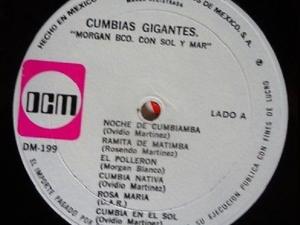 HECHO EN MEXICO
MARCA REGISTRADA
DE MEXICO, S.A.
CUMBIAS GIGANTES.
"MORGAN BCO. CON SOL Y MAR"
DCM
DM-199
LADO A
NOCHE DE CUMBIAMBA
(Ovidio Martinez)
RAMITA DE MATIMBA
(Rosendo Martinez)
EL POLLERON
(Morgan Blanco)
CUMBIA NATIVA
(Ovidio Martinez)
ROSA MARIA
(D.A.R.)
CUMBIA EN EL SOL
(Ovidio Martinez)
EL IMPORTE PAGADO POR
SU EJECUCION PUBLICA CON FINES DE LUCRO